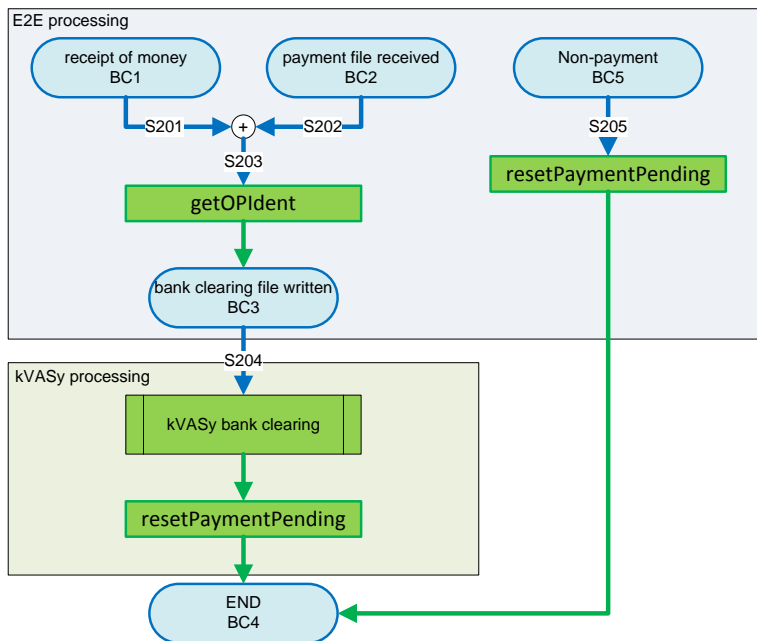 E2E processing
receipt of money
BC1
payment file received
BC2
Non-payment
BC5
S201
+
S202
S205
S203
resetPaymentPending
getOPIdent
bank clearing file written
BC3
S204
kVASy processing
kVASy bank clearing
resetPaymentPending
END
BC4